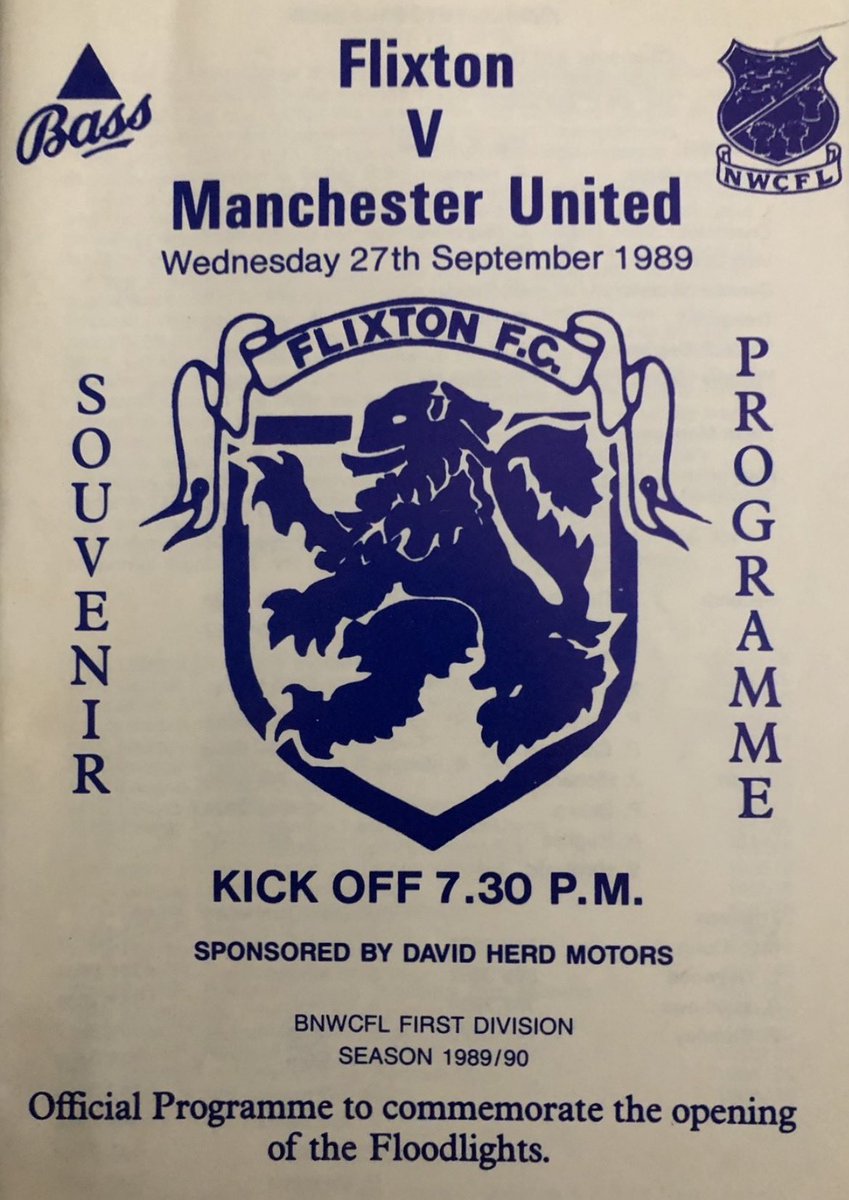 Bass
Flixton
V
Manchester United
Wednesday 27th September 1989
NWCFL
FLIXTON F.C.
SOUVENIR
PROGRAMME
KICK OFF 7.30 P.M.
SPONSORED BY DAVID HERD MOTORS
BNWCFL FIRST DIVISION
SEASON 1989/90
Official Programme to commemorate the opening
of the Floodlights.